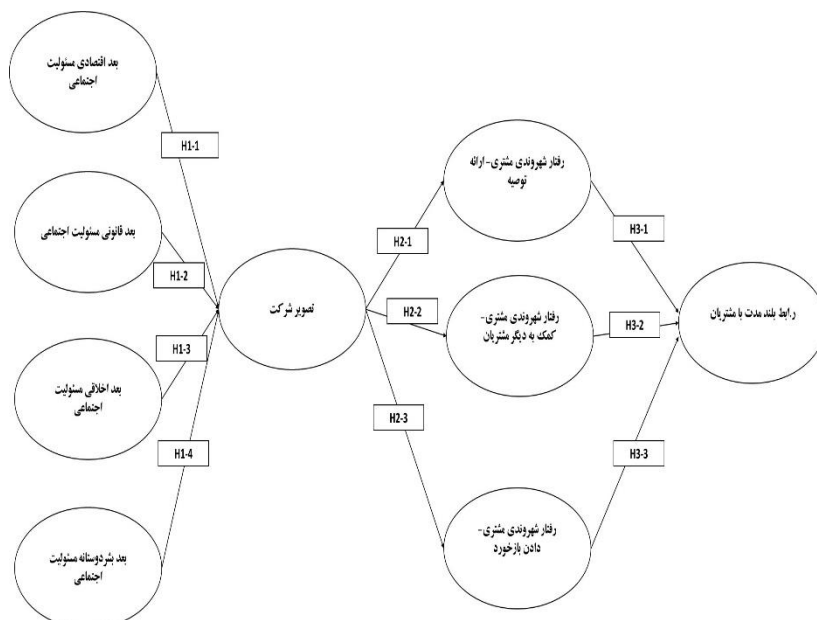 بعد اقتصادی مسئولیت
اجتماعی
H1-1
بعد قانونی مسئولیت اجتماعی
H1-2
بعد اخلاقی مسئولیت
اجتماعی
H1-3
بعد بشردوستانه مسئولیت
اجتماعی
H1-4
تصویر شرکت
H2-1
H2-2
H2-3
رفتار شهروندی مشتری- ارائه
توصیه
رفتار شهروندی مشتری-
کمک به دیگر مشتریان
رفتار شهروندی مشتری-
دادن بازخورد
H3-1
H3-2
H3-3
رابط بلند مدت با مشتریان